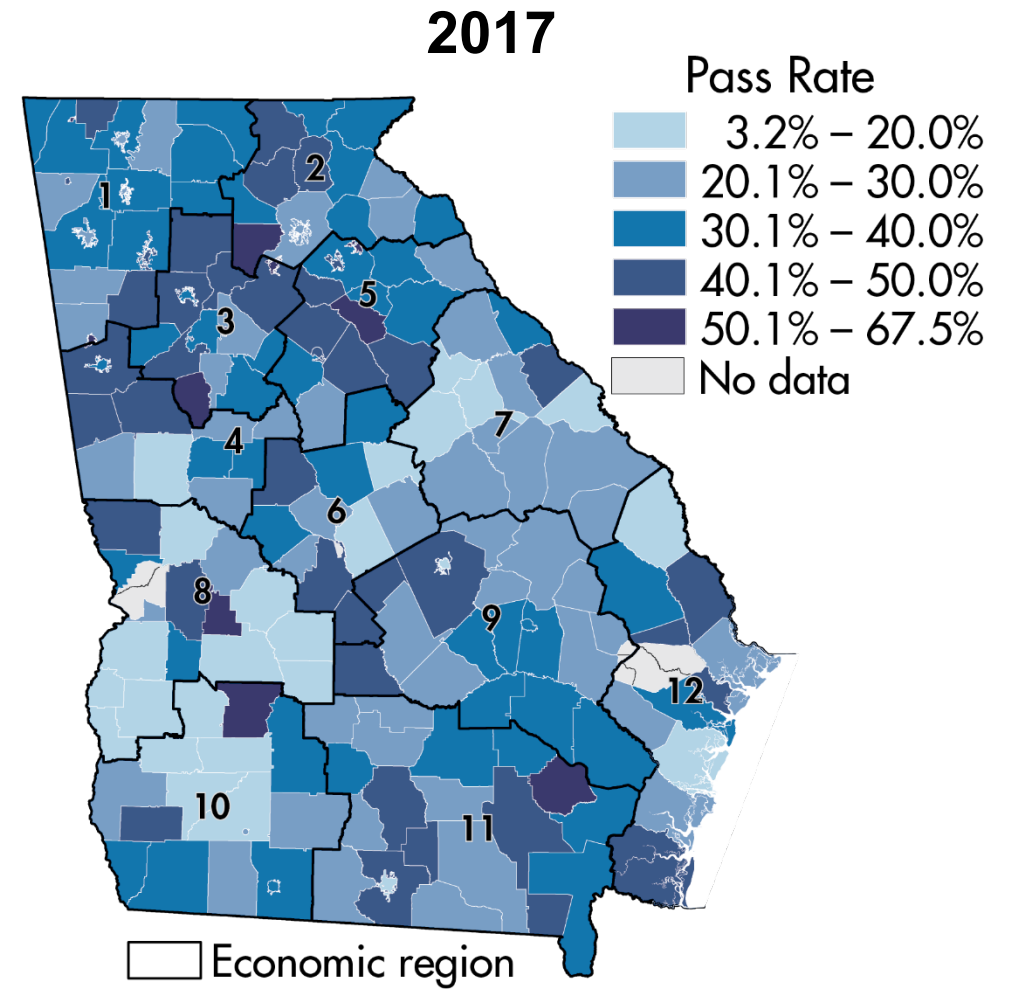 2017
Pass Rate
3.2% – 20.0%
20.1% – 30.0%
30.1% – 40.0%
40.1% – 50.0%
50.1% – 67.5%
No data
2
1
5
3
7
4
6
8
9
12
10
11
Economic region